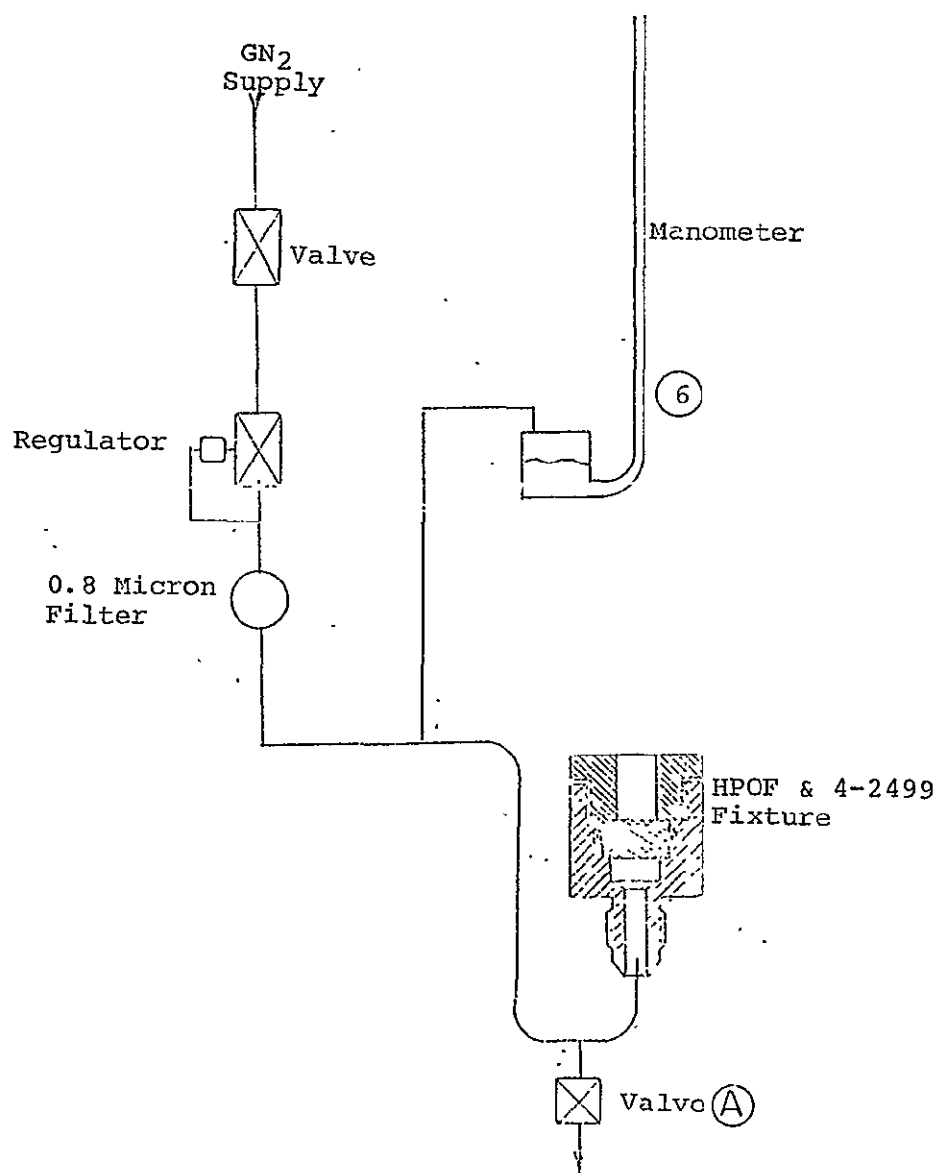 GN2
Supply
Valve
Manometer
6
Regulator
0.8 Micron
Filter
HPOF & 4-2499
Fixture
Valve A